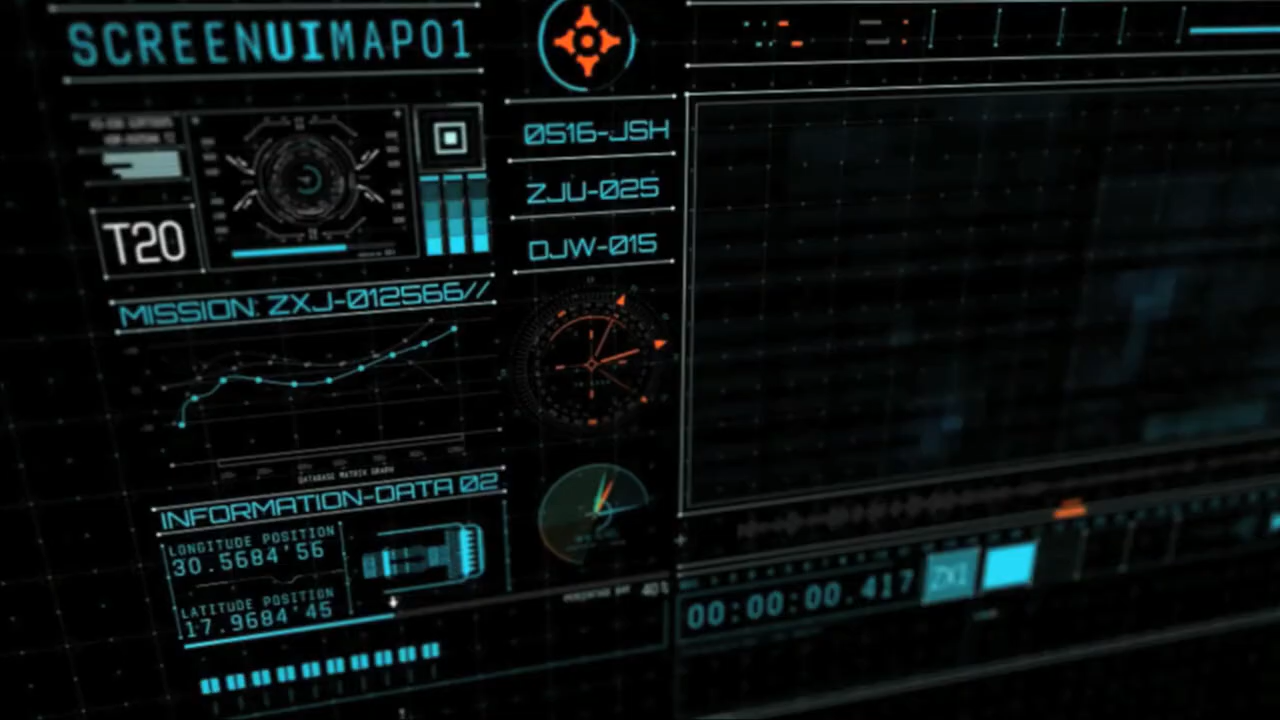 SCREENUIMAP01
T20
0516-JSH
ZJU-025
DJW-015
MISSION: ZXJ-012566//
DATABASE MATRIX GRAPH
INFORMATION-DATA 02
LONGITUDE POSITION
30.5684'56
LATITUDE POSITION
17.9684'45
00:00:00.417
ZX1